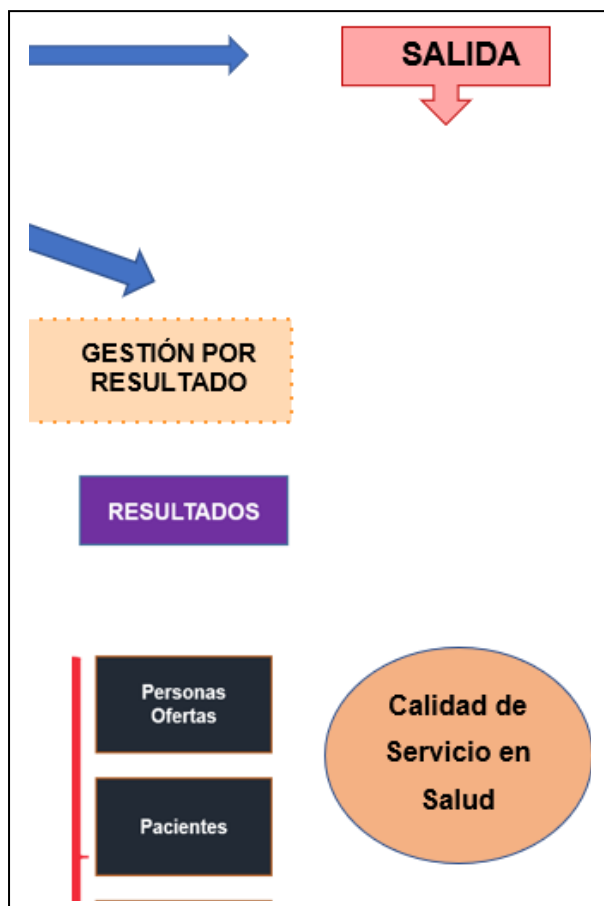 SALIDA
GESTIÓN POR
RESULTADO
RESULTADOS
Personas
Ofertas
Pacientes
Calidad de
Servicio en
Salud